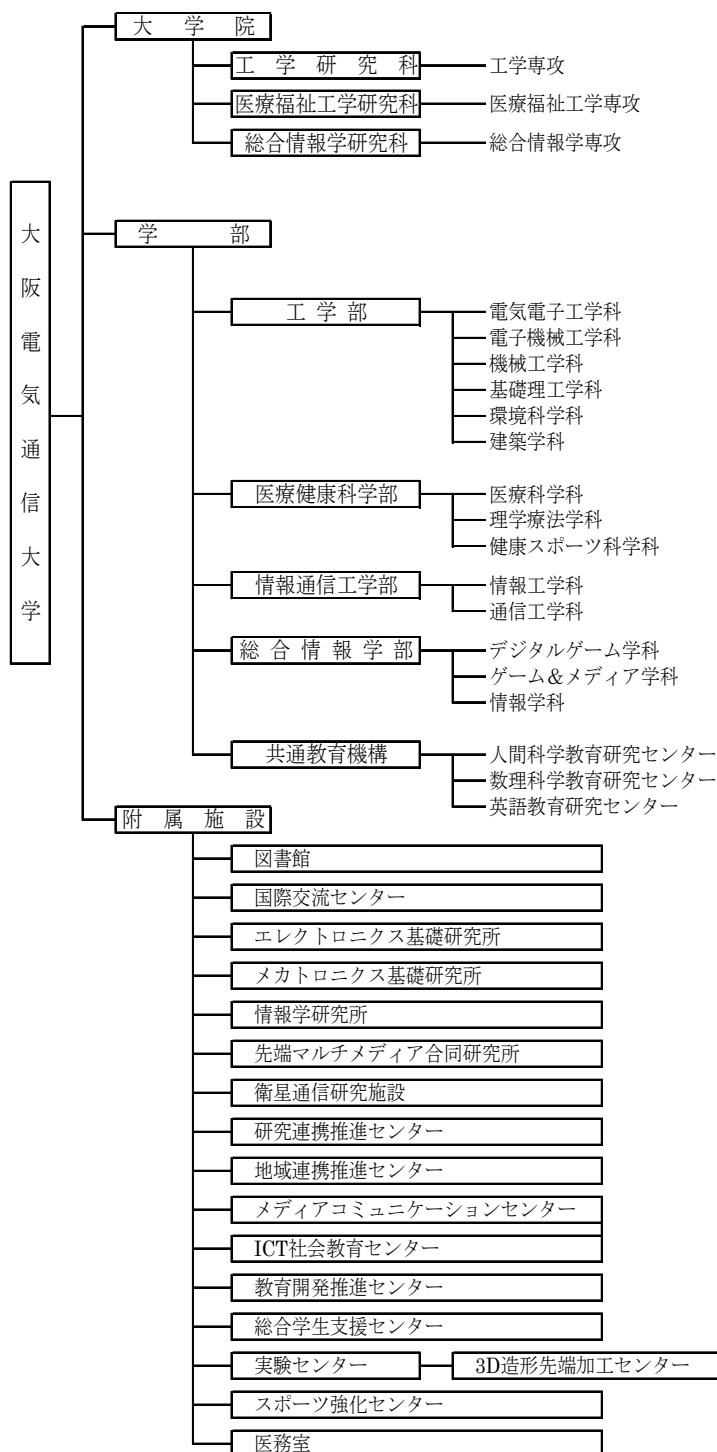 大学院
工学研究科 工学専攻
医療福祉工学研究科 医療福祉工学専攻
総合情報学研究科 総合情報学専攻
大阪電気通信大学
学部
工学部 電気電子工学科
電子機械工学科
機械工学科
基礎理工学科
環境科学科
建築学科
医療健康科学部 医療科学科
理学療法学科
健康スポーツ科学科
情報通信工学部 情報工学科
通信工学科
総合情報学部 デジタルゲーム学科
ゲーム＆メディア学科
情報学科
共通教育機構 人間科学教育研究センター
数理科学教育研究センター
英語教育研究センター
附属施設
図書館
国際交流センター
エレクトロニクス基礎研究所
メカトロニクス基礎研究所
情報学研究所
先端マルチメディア合同研究所
衛星通信研究施設
研究連携推進センター
地域連携推進センター
メディアコミュニケーションセンター
ICT社会教育センター
教育開発推進センター
総合学生支援センター
実験センター 3D造形先端加工センター
スポーツ強化センター
医務室